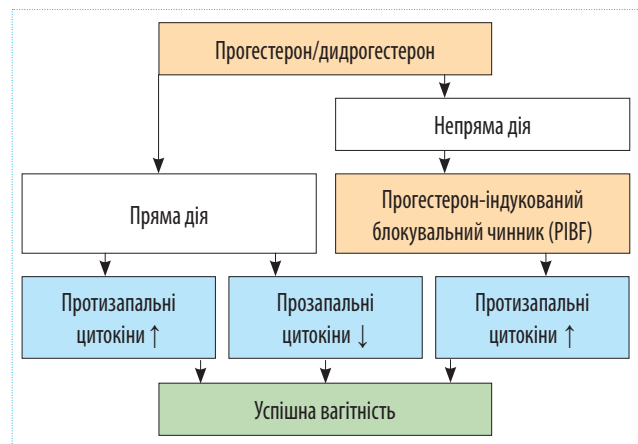 Прогестерон/дидрогестерон
Непряма дія
Пряма дія
Прогестерон-індукований
блокувальний чинник (PIBF)
Протизапальні
цитокіни ↑
Прозапальні
цитокіни ↓
Протизапальні
цитокіни ↑
Успішна вагітність